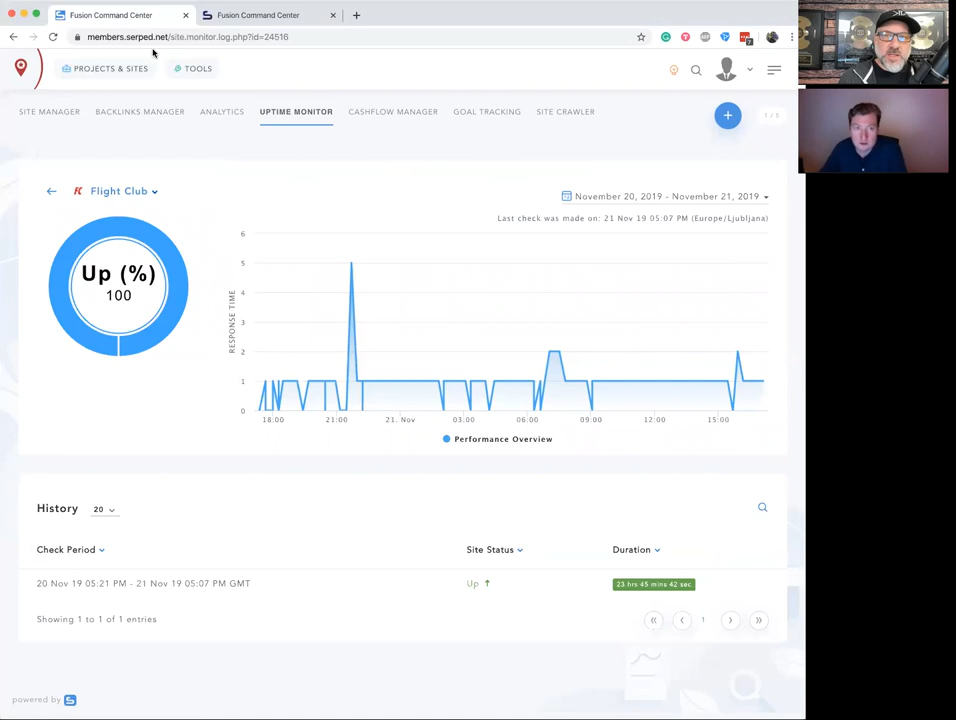 Fusion Command Center
Fusion Command Center
members.serped.net/site.monitor.log.php?id=24516
PROJECTS & SITES
TOOLS
SITE MANAGER
BACKLINKS MANAGER
ANALYTICS
UPTIME MONITOR
CASHFLOW MANAGER
GOAL TRACKING
SITE CRAWLER
1 / 5
Flight Club
November 20, 2019 - November 21, 2019
Last check was made on: 21 Nov 19 05:07 PM (Europe/Ljubljana)
Up (%)
100
RESPONSE TIME
6
5
4
3
2
1
0
18:00 21:00 21. Nov 03:00 06:00 09:00 12:00 15:00
Performance Overview
History 20
Check Period Site Status Duration
20 Nov 19 05:21 PM - 21 Nov 19 05:07 PM GMT Up 23 hrs 45 mins 42 sec
Showing 1 to 1 of 1 entries
« ‹ 1 › »
powered by S